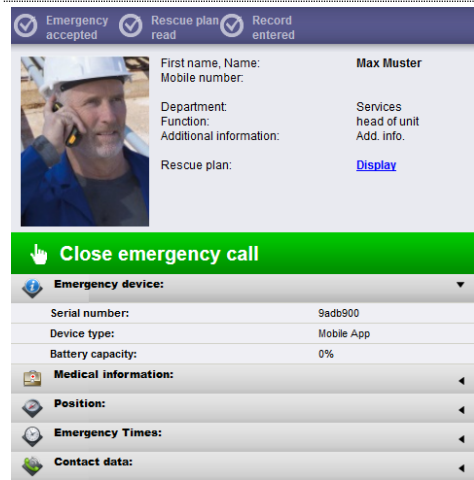 Emergency accepted
Rescue plan read
Record entered
First name, Name: Max Muster
Mobile number:
Department: Services
Function: head of unit
Additional information: Add. info.
Rescue plan: Display
Close emergency call
Emergency device:
Serial number: 9adb900
Device type: Mobile App
Battery capacity: 0%
Medical information:
Position:
Emergency Times:
Contact data: